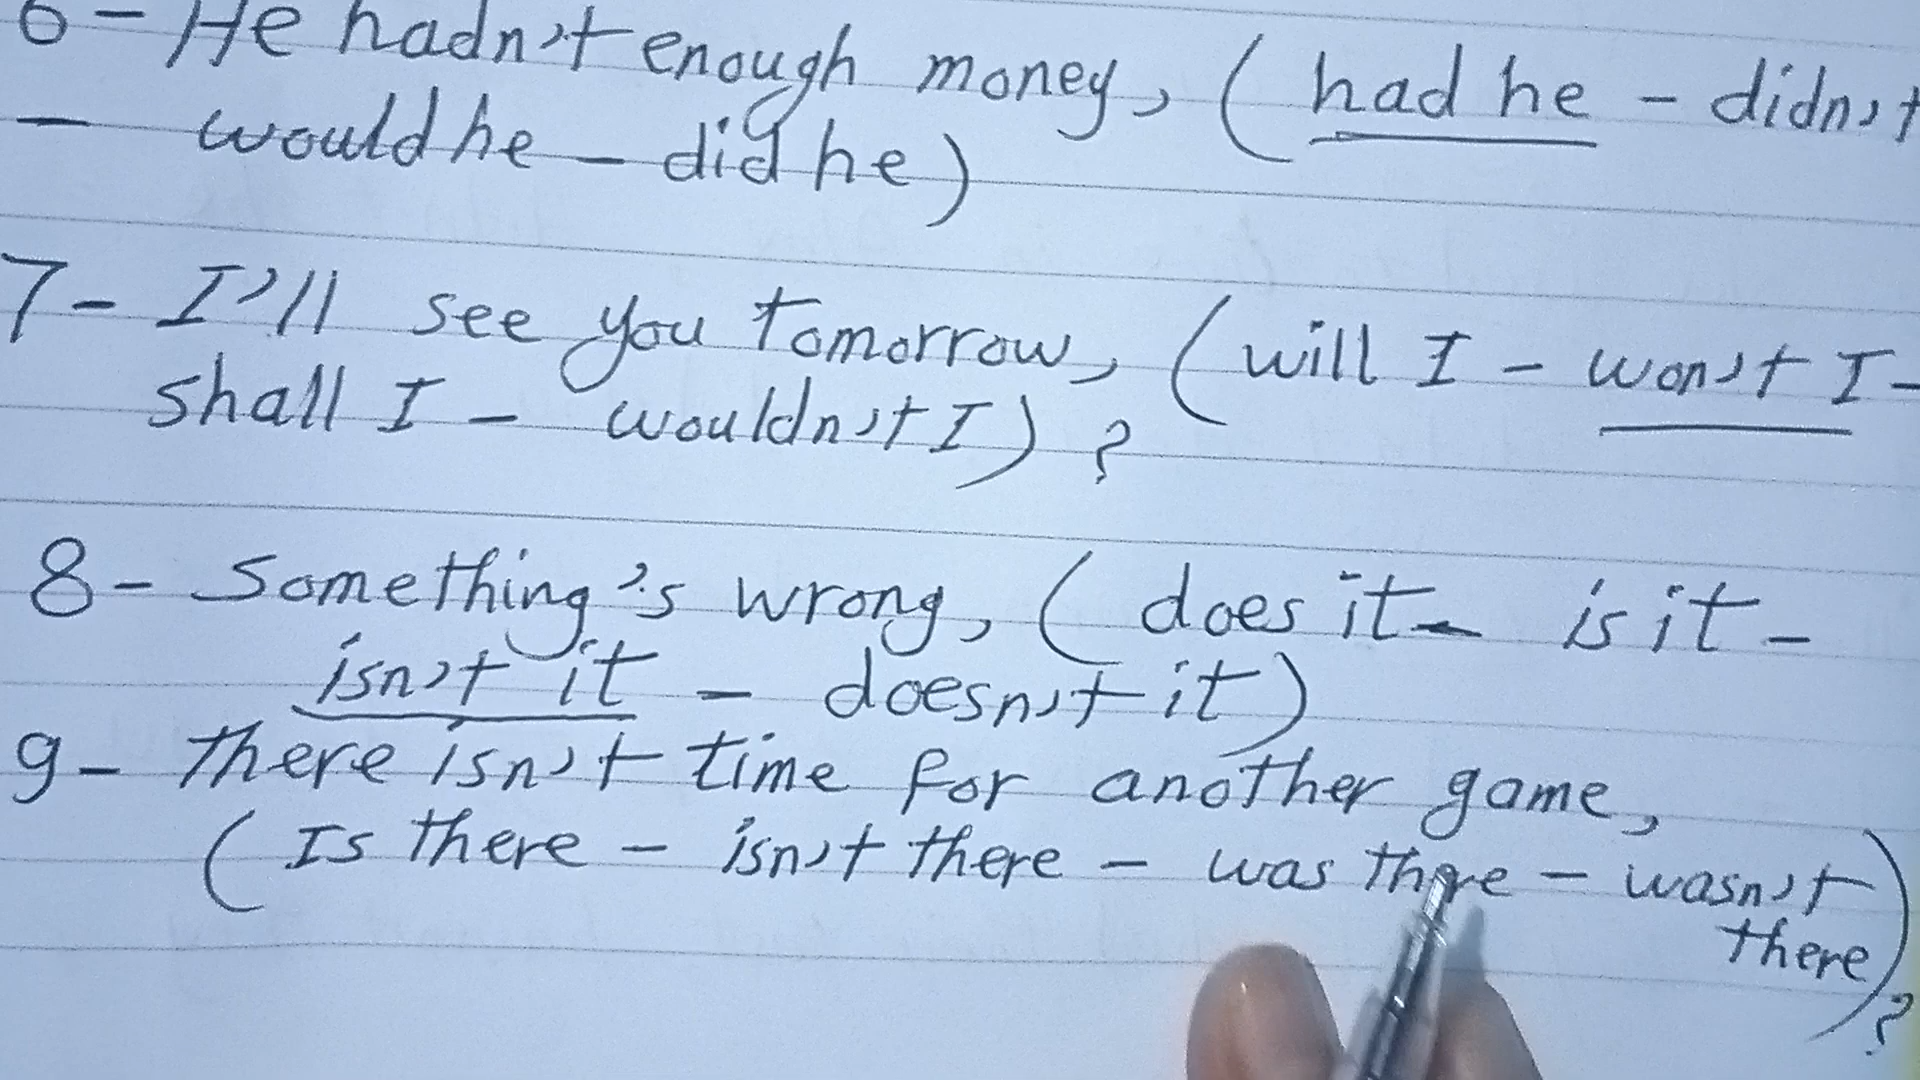 6- He hadn't enough money, (had he - didn't
- would he - did he)
7- I'll see you tomorrow, (will I - won't I -
shall I - wouldn't I) ?
8- Something's wrong, (does it - is it -
isn't it - doesn't it)
9- there isn't time for another game,
(Is there - isn't there - was there - wasn't
there) ?